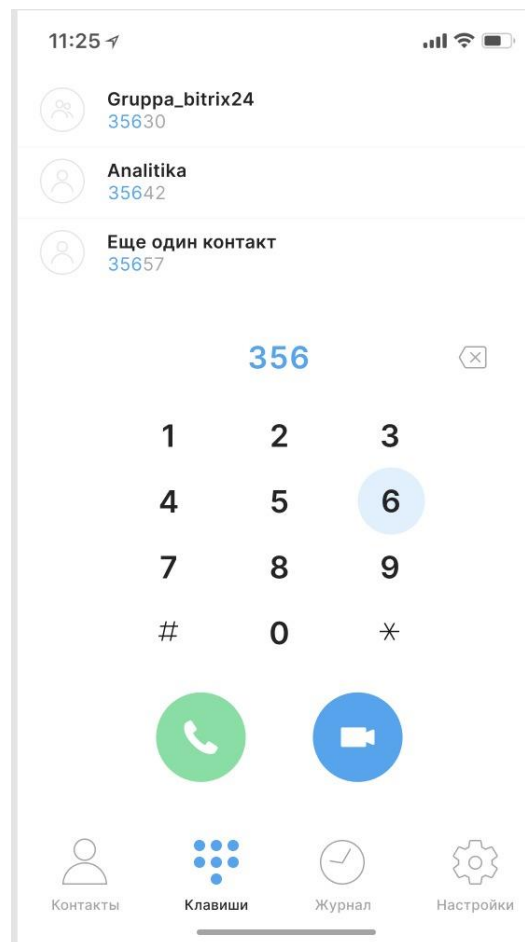 11:25
Gruppa_bitrix24
35630
Analitika
35642
Еще один контакт
35657
356
1 2 3
4 5 6
7 8 9
# 0 *
Контакты Клавиши Журнал Настройки